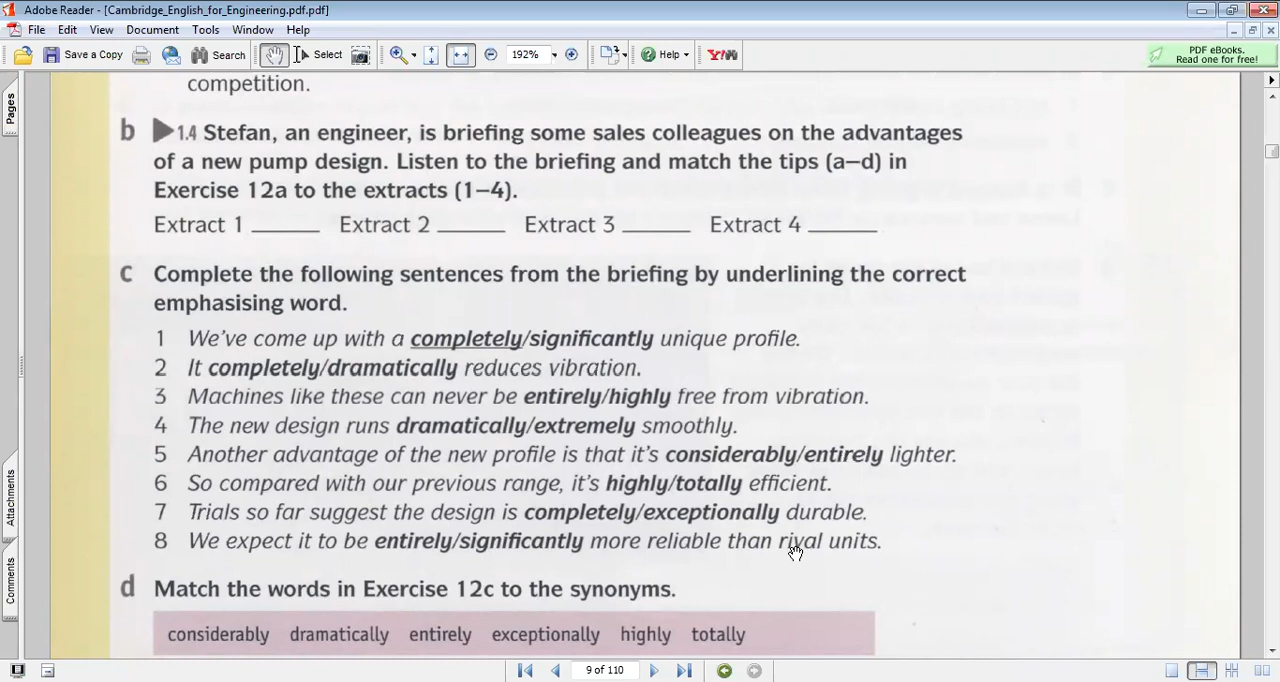 Adobe Reader - [Cambridge_English_for_Engineering.pdf.pdf]
File Edit View Document Tools Window Help
Save a Copy Search Select 192% Help Y! PDF eBooks. Read one for free!
Pages
Attachments
Comments
competition.
b 1.4 Stefan, an engineer, is briefing some sales colleagues on the advantages
of a new pump design. Listen to the briefing and match the tips (a–d) in
Exercise 12a to the extracts (1–4).
Extract 1 ______ Extract 2 ______ Extract 3 ______ Extract 4 ______
c Complete the following sentences from the briefing by underlining the correct
emphasising word.
1 We've come up with a completely/significantly unique profile.
2 It completely/dramatically reduces vibration.
3 Machines like these can never be entirely/highly free from vibration.
4 The new design runs dramatically/extremely smoothly.
5 Another advantage of the new profile is that it's considerably/entirely lighter.
6 So compared with our previous range, it's highly/totally efficient.
7 Trials so far suggest the design is completely/exceptionally durable.
8 We expect it to be entirely/significantly more reliable than rival units.
d Match the words in Exercise 12c to the synonyms.
considerably dramatically entirely exceptionally highly totally
9 of 110